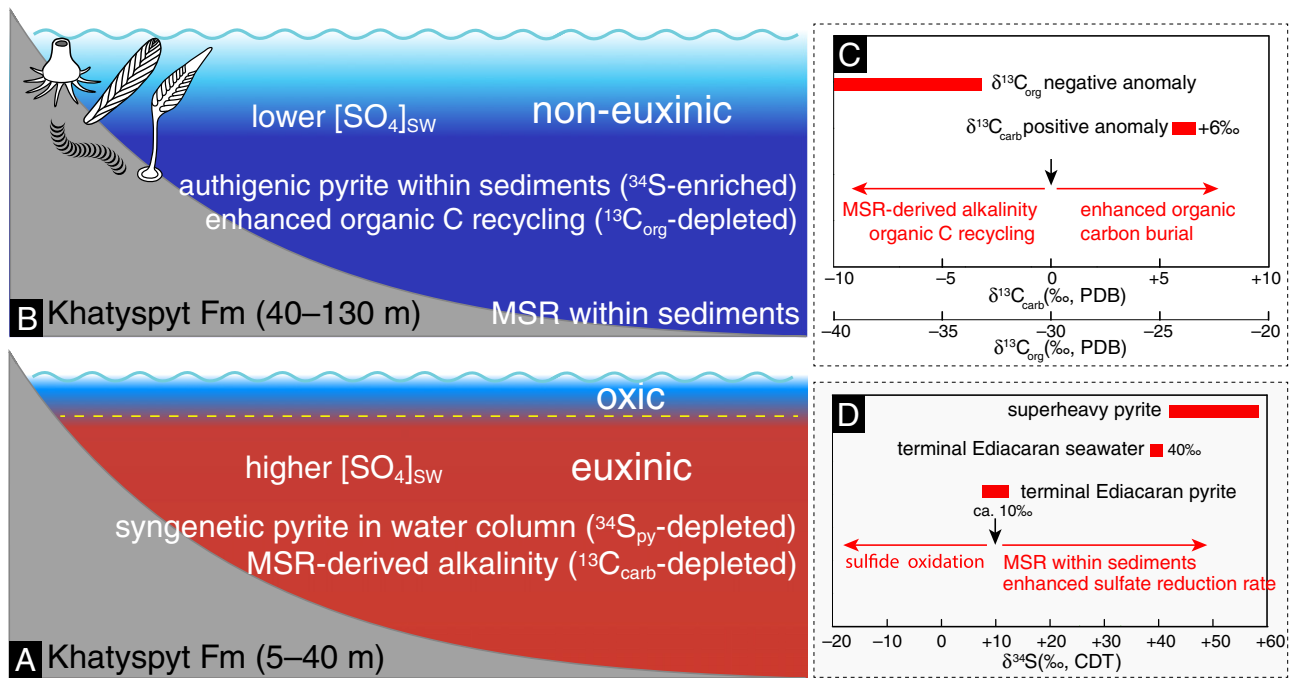 lower [SO₄]SW
non-euxinic
authigenic pyrite within sediments (³⁴S-enriched)
enhanced organic C recycling (¹³Corg-depleted)
MSR within sediments
B Khatyspyt Fm (40–130 m)
oxic
higher [SO₄]SW
euxinic
syngenetic pyrite in water column (³⁴Spy-depleted)
MSR-derived alkalinity (¹³Ccarb-depleted)
A Khatyspyt Fm (5–40 m)
C
δ¹³Corg negative anomaly
δ¹³Ccarb positive anomaly +6‰
MSR-derived alkalinity
organic C recycling
enhanced organic
carbon burial
–10 –5 0 +5 +10
δ¹³Ccarb(‰, PDB)
–40 –35 –30 –25 –20
δ¹³Corg(‰, PDB)
D
superheavy pyrite
terminal Ediacaran seawater 40‰
terminal Ediacaran pyrite
ca. 10‰
sulfide oxidation
MSR within sediments
enhanced sulfate reduction rate
–20 –10 0 +10 +20 +30 +40 +50 +60
δ³⁴S(‰, CDT)